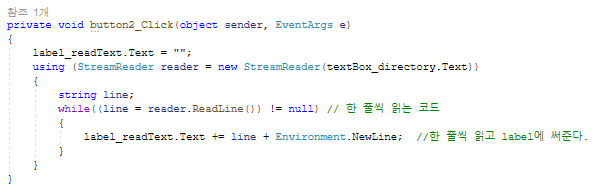 참조 1개
private void button2_Click(object sender, EventArgs e)
{
    label_readText.Text = "";
    using (StreamReader reader = new StreamReader(textBox_directory.Text))
    {
        string line;
        while((line = reader.ReadLine()) != null) // 한 줄씩 읽는 코드
        {
            label_readText.Text += line + Environment.NewLine;  //한 줄씩 읽고 label에 써준다.
        }
    }
}